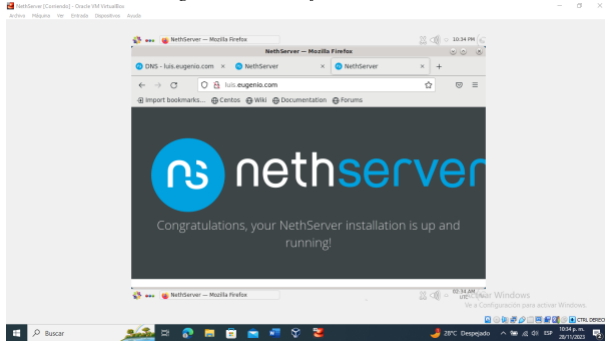 NethServer [Corriendo] - Oracle VM VirtualBox
Archivo Máquina Ver Entrada Dispositivos Ayuda
NethServer — Mozilla Firefox 10:34 PM
NethServer — Mozilla Firefox
DNS - luis.eugenio.com × NethServer × NethServer × +
luis.eugenio.com
Import bookmarks... Centos Wiki Documentation Forums
ns nethserver
Congratulations, your NethServer installation is up and
running!
NethServer — Mozilla Firefox
Activar Windows
Ve a Configuración para activar Windows.
CTRL DERECHO
Buscar 28°C Despejado ESP 10:34 p. m.
28/11/2023